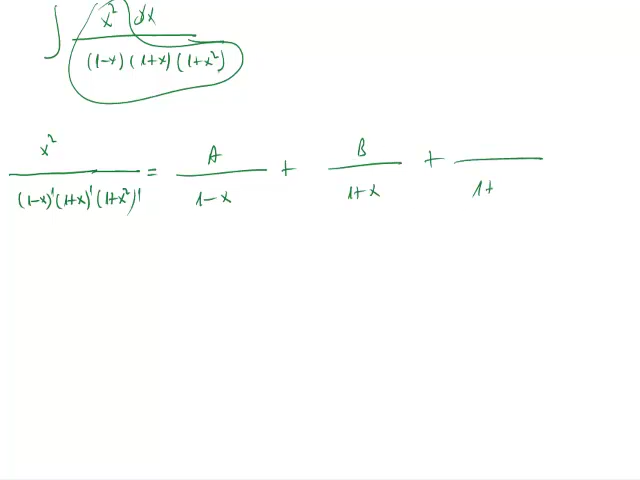 ∫ x² dx / (1-x)(1+x)(1+x²)
x² / (1-x)¹(1+x)¹(1+x²)¹ = A / 1-x + B / 1+x + / 1+